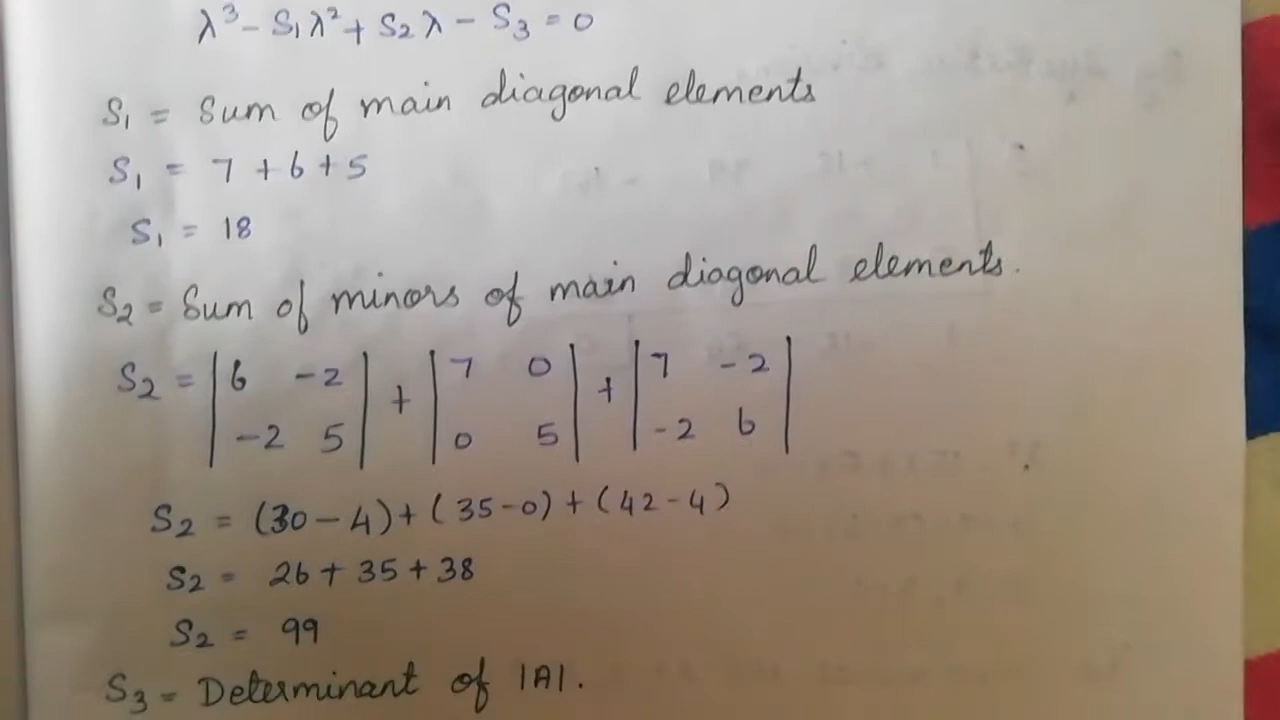 λ³ - S₁λ² + S₂λ - S₃ = 0
S₁ = Sum of main diagonal elements
S₁ = 7 + 6 + 5
S₁ = 18
S₂ = Sum of minors of main diagonal elements.
S₂ = |6 -2| + |7 0| + |7 -2|
|-2 5| |0 5| |-2 6|
S₂ = (30 - 4) + (35 - 0) + (42 - 4)
S₂ = 26 + 35 + 38
S₂ = 99
S₃ = Determinant of |A|.